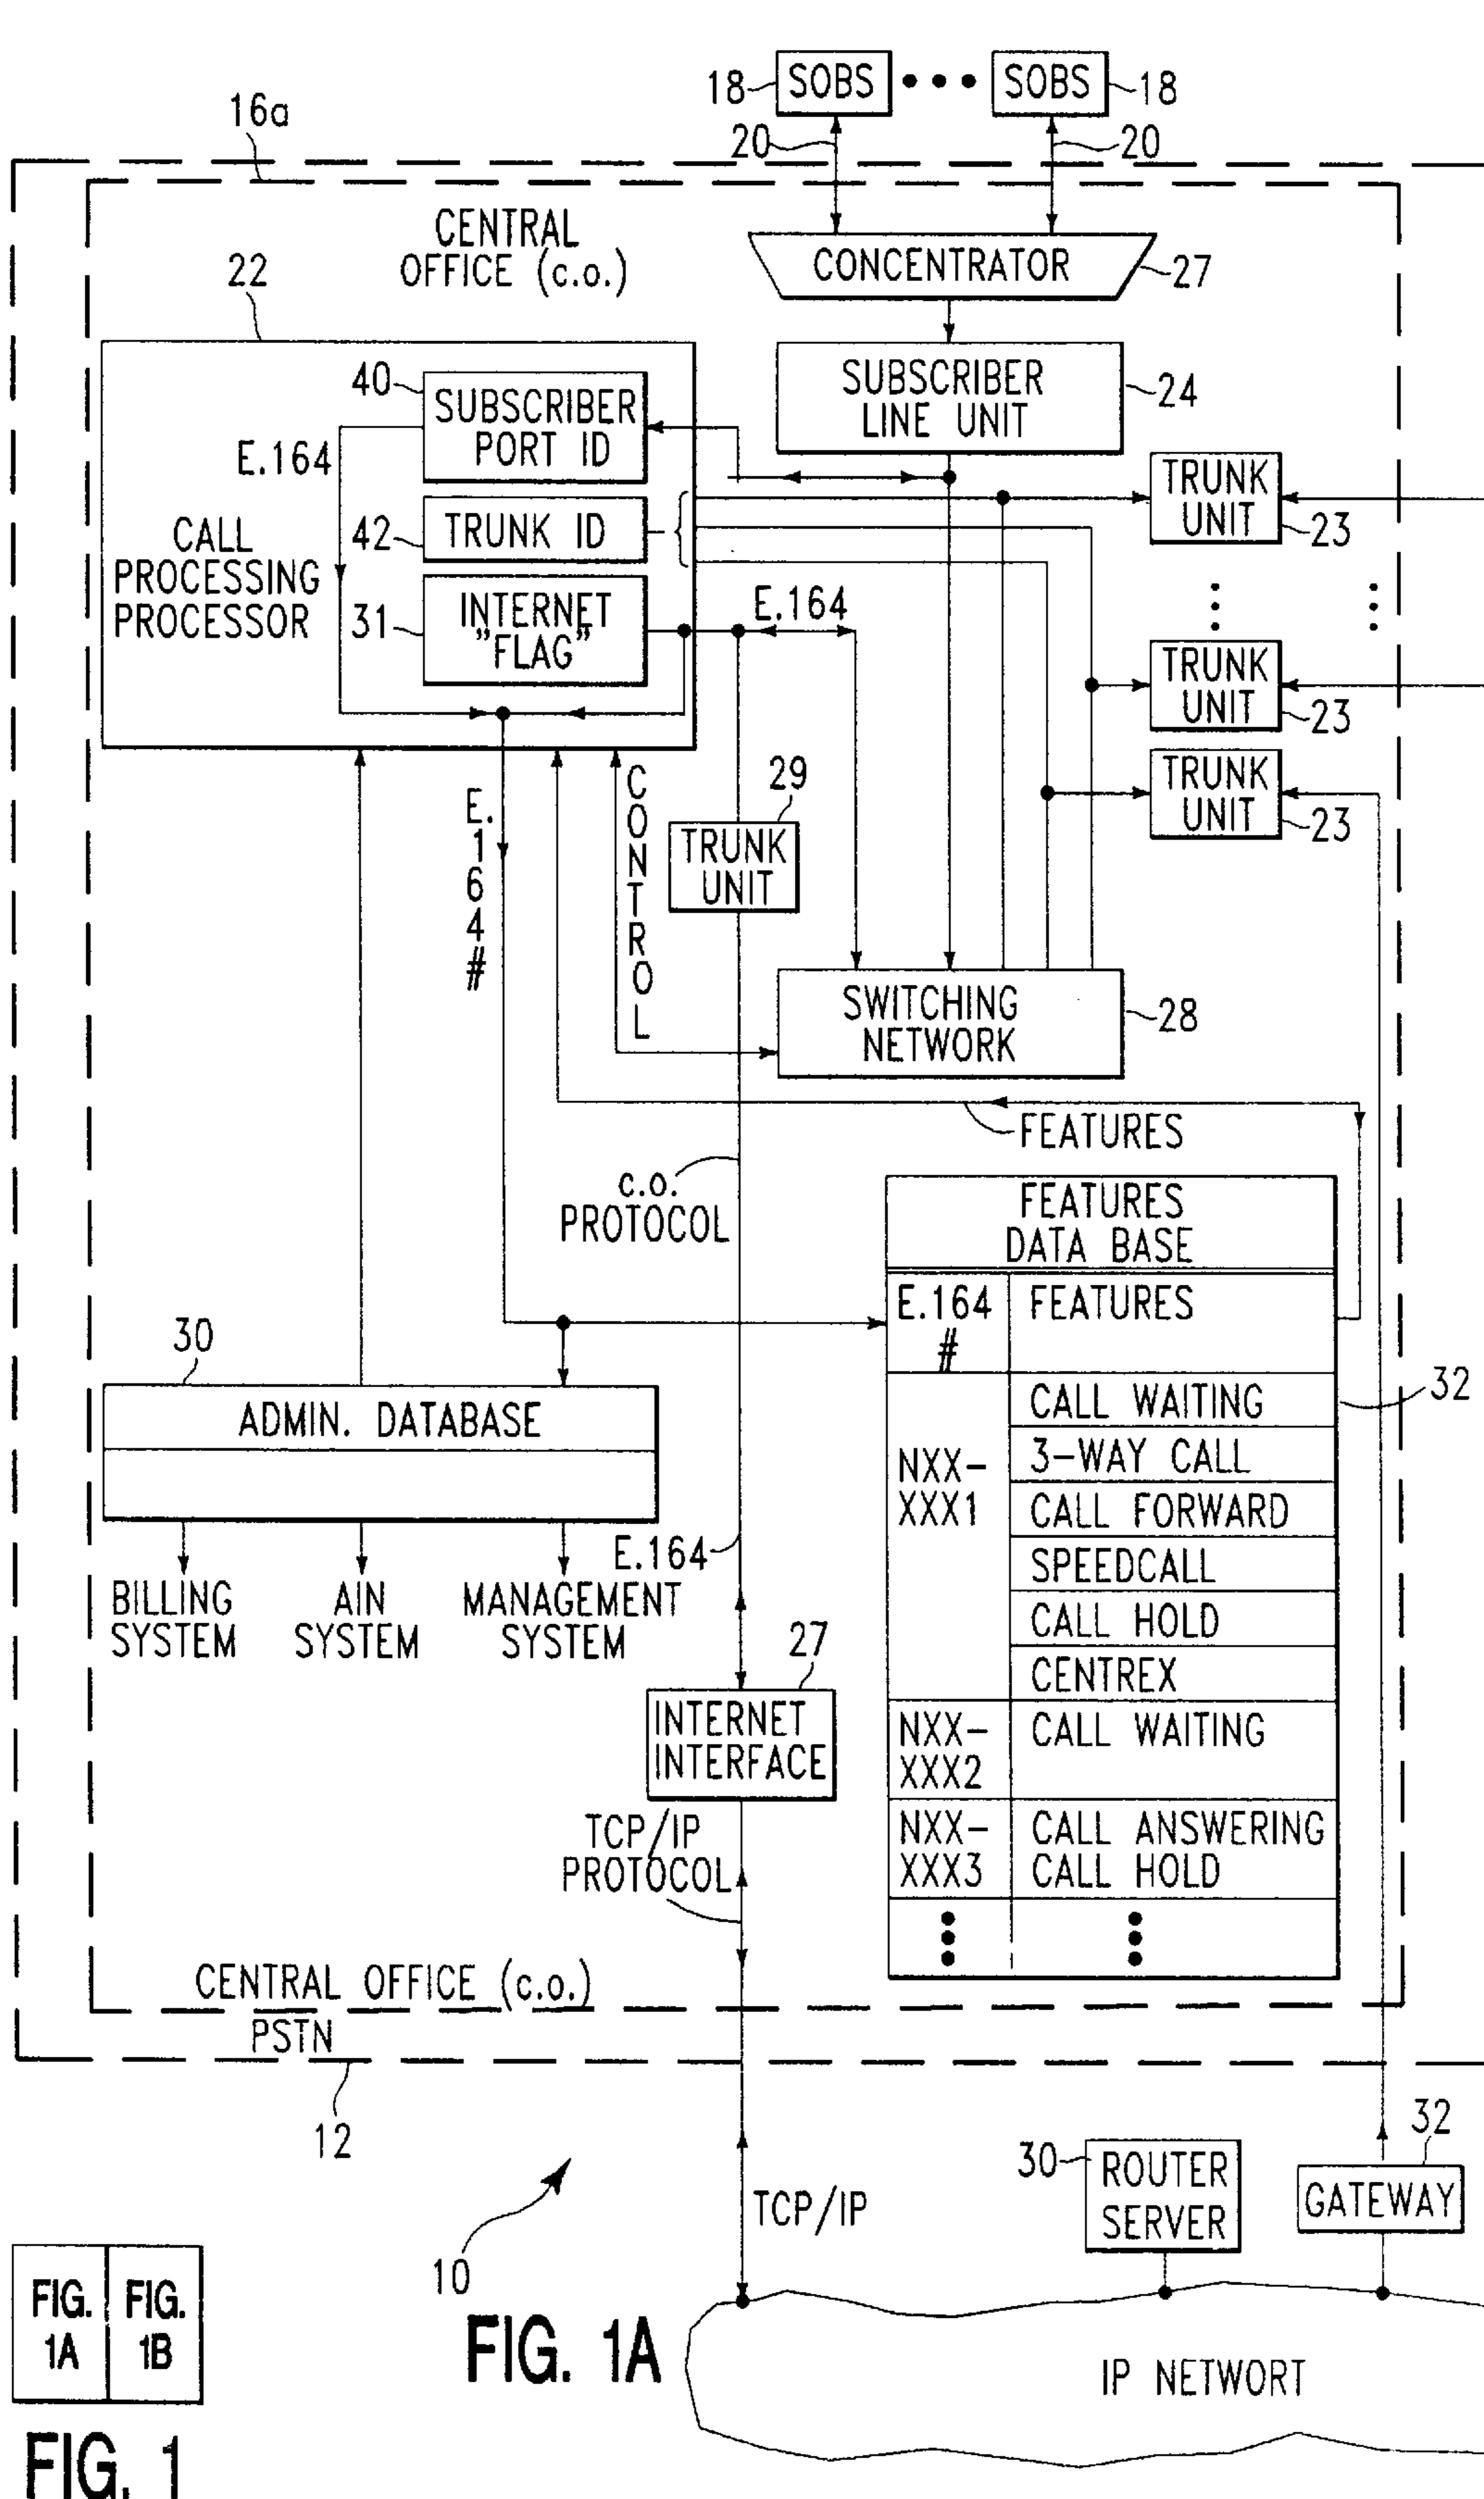 18 SOBS ••• SOBS 18
20 20
16a
CENTRAL
OFFICE (c.o.)
CONCENTRATOR 27
22
SUBSCRIBER
LINE UNIT 24
40 SUBSCRIBER
PORT ID
E.164
42 TRUNK ID
CALL
PROCESSING
PROCESSOR
31 INTERNET
"FLAG"
E.164
TRUNK
UNIT 23
TRUNK
UNIT 23
TRUNK
UNIT 23
E.164#
CONTROL
29
TRUNK
UNIT
SWITCHING
NETWORK 28
FEATURES
c.o.
PROTOCOL
FEATURES
DATA BASE
E.164
# FEATURES
32
NXX-
XXX1
CALL WAITING
3-WAY CALL
CALL FORWARD
SPEEDCALL
CALL HOLD
CENTREX
NXX-
XXX2
CALL WAITING
NXX-
XXX3
CALL ANSWERING
CALL HOLD
30
ADMIN. DATABASE
BILLING
SYSTEM
AIN
SYSTEM
MANAGEMENT
SYSTEM
E.164
27
INTERNET
INTERFACE
TCP/IP
PROTOCOL
CENTRAL OFFICE (c.o.)
PSTN
12
10
TCP/IP
30 ROUTER
SERVER
32
GATEWAY
IP NETWORT
FIG. 1A
FIG.
1A
FIG.
1B
FIG. 1